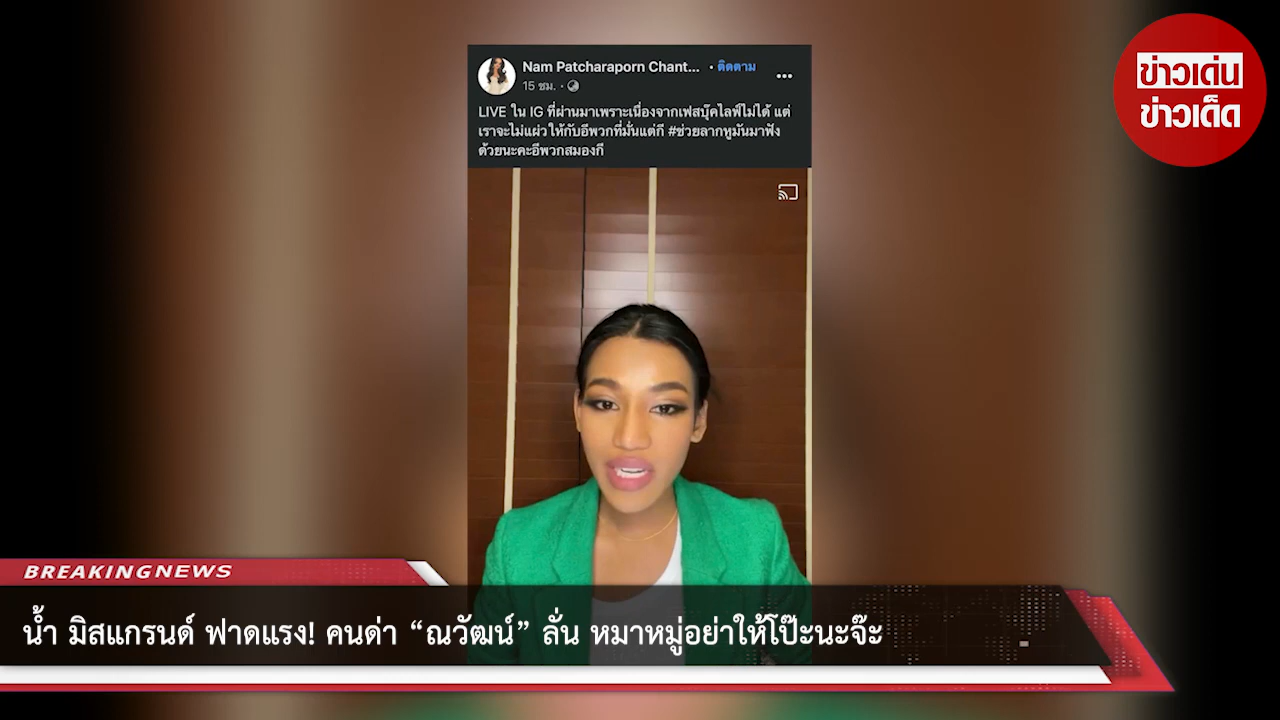 Nam Patcharaporn Chant... · ติดตาม
15 ชม. ·
LIVE ใน IG ที่ผ่านมาเพราะเนื่องจากเฟสบุ๊คไลฟ์ไม่ได้ แต่
เราจะไม่แผ่วให้กับอีพวกที่มั่นแต่กี #ช่วยลากหูมันมาฟัง
ด้วยนะคะอีพวกสมองกี
ข่าวเด่น
ข่าวเด็ด
BREAKINGNEWS
น้ำ มิสแกรนด์ ฟาดแรง! คนด่า “ณวัฒน์” ลั่น หมาหมู่อย่าให้โป๊ะนะจ๊ะ